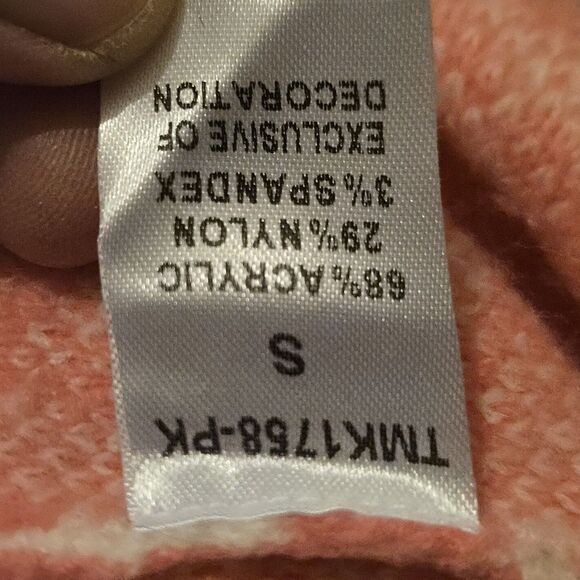 TMK1758-PK
S
68% ACRYLIC
29% NYLON
3% SPANDEX
EXCLUSIVE OF
DECORATION